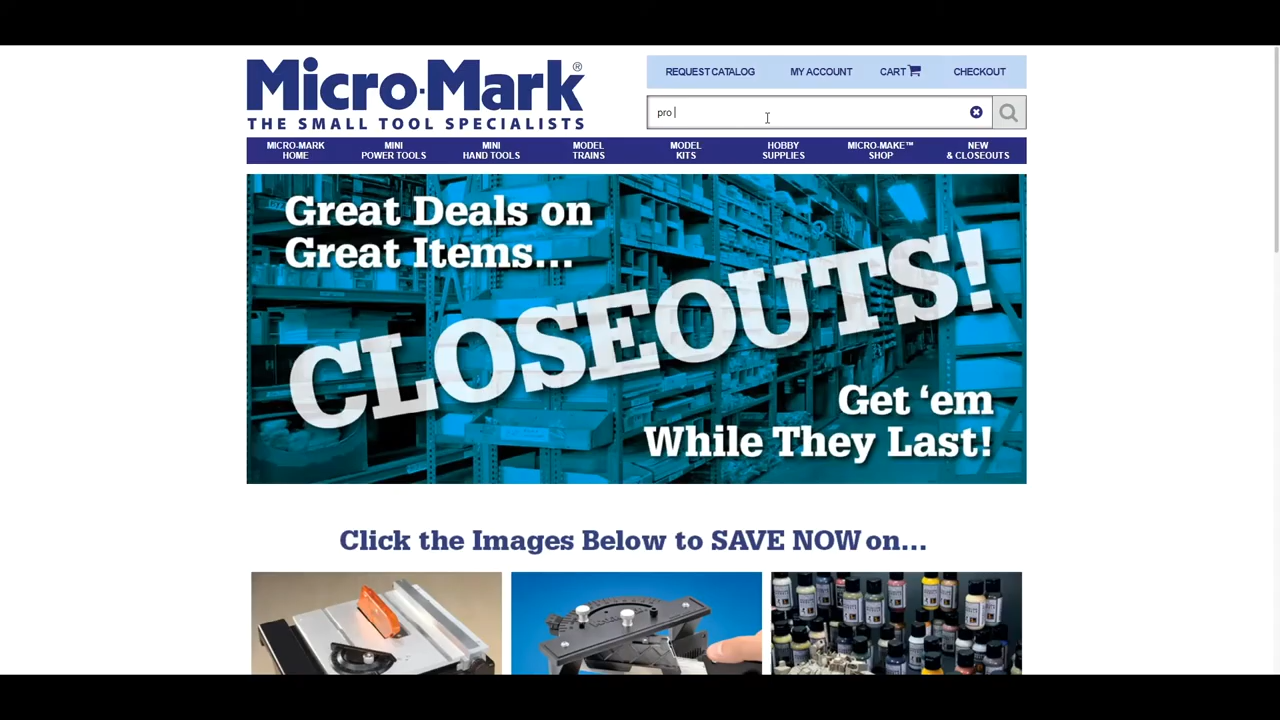 Micro·Mark®
THE SMALL TOOL SPECIALISTS
REQUEST CATALOG MY ACCOUNT CART CHECKOUT
pro
MICRO-MARK HOME
MINI POWER TOOLS
MINI HAND TOOLS
MODEL TRAINS
MODEL KITS
HOBBY SUPPLIES
MICRO-MAKE™ SHOP
NEW & CLOSEOUTS
Great Deals on
Great Items...
CLOSEOUTS!
Get ‘em
While They Last!
Click the Images Below to SAVE NOW on...